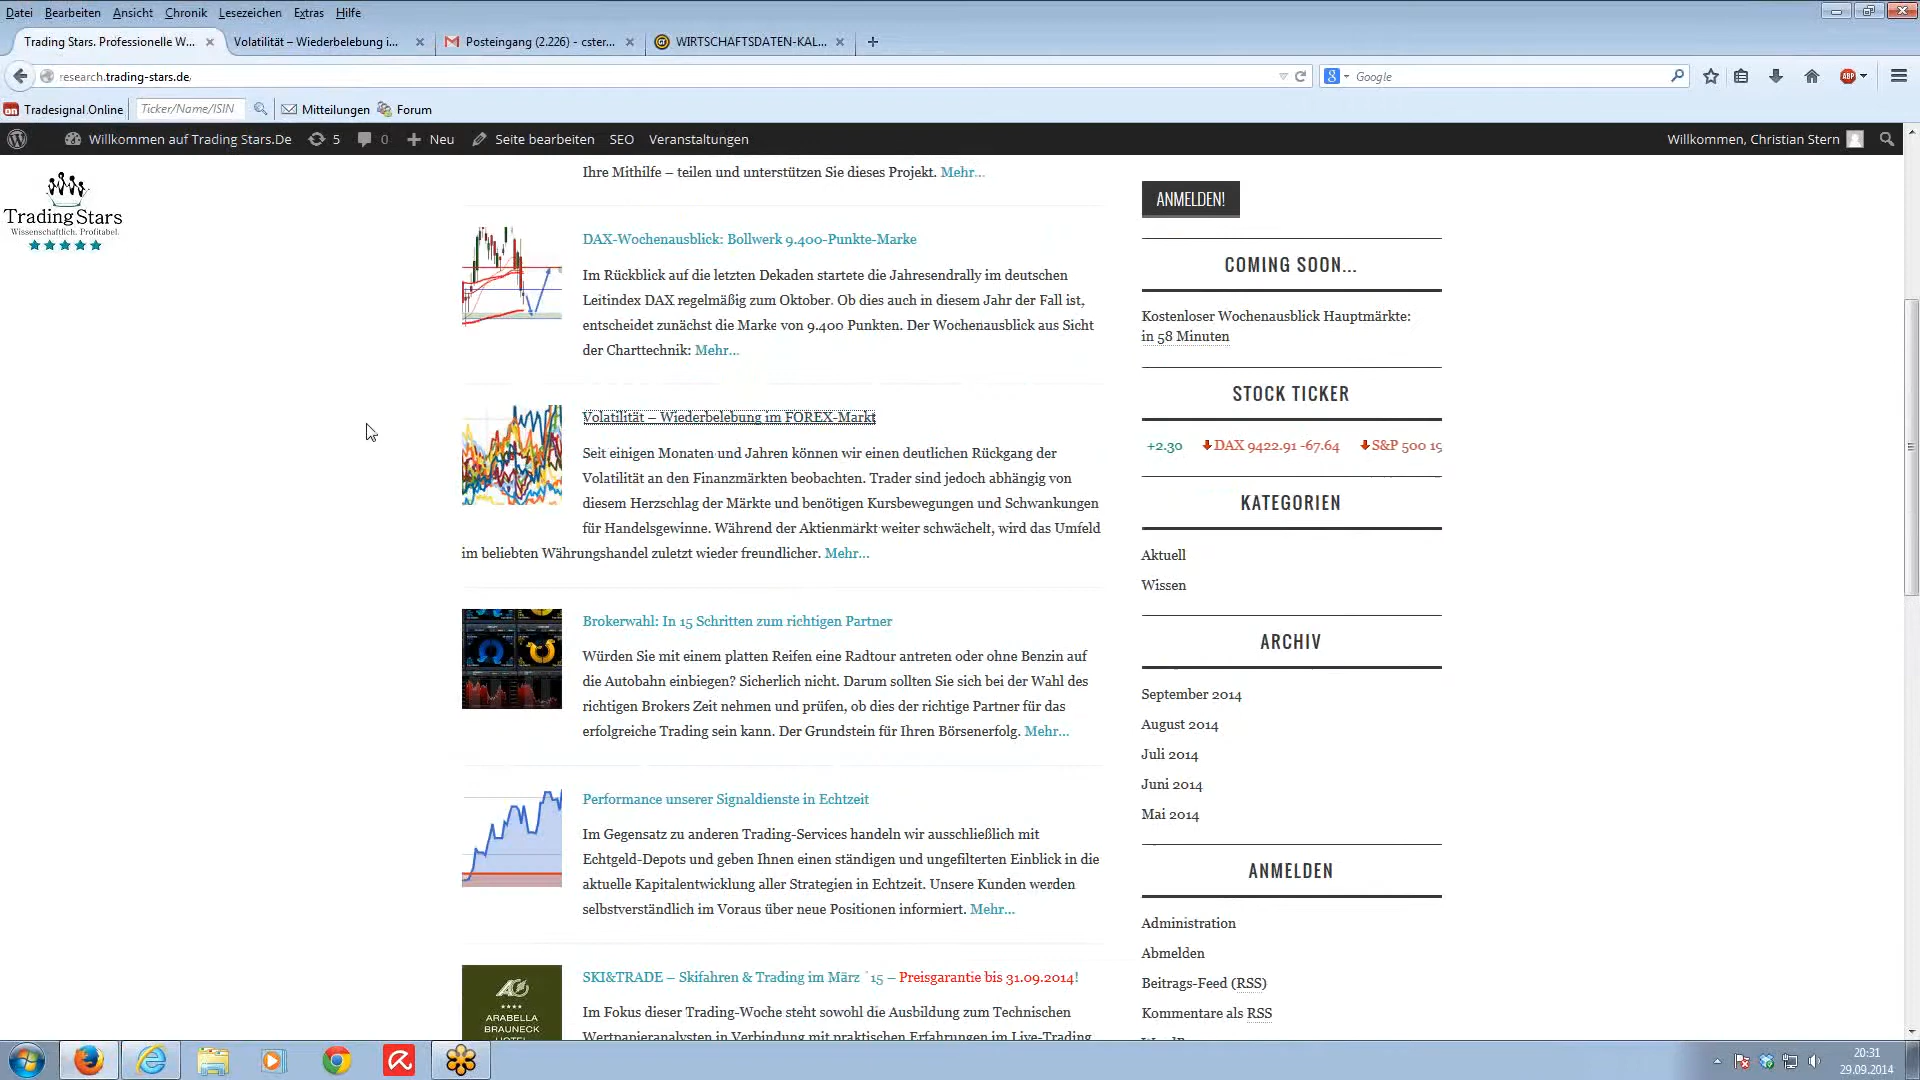 Datei Bearbeiten Ansicht Chronik Lesezeichen Extras Hilfe
Trading Stars. Professionelle W... Volatilität – Wiederbelebung i... Posteingang (2.226) - cster... WIRTSCHAFTSDATEN-KAL...
research.trading-stars.de/ Google ABP
on Tradesignal Online Ticker/Name/ISIN Mitteilungen Forum
Willkommen auf Trading Stars.De 5 0 Neu Seite bearbeiten SEO Veranstaltungen Willkommen, Christian Stern
TradingStars
Wissenschaftlich. Profitabel.
Ihre Mithilfe – teilen und unterstützen Sie dieses Projekt. Mehr...
DAX-Wochenausblick: Bollwerk 9.400-Punkte-Marke
Im Rückblick auf die letzten Dekaden startete die Jahresendrally im deutschen
Leitindex DAX regelmäßig zum Oktober. Ob dies auch in diesem Jahr der Fall ist,
entscheidet zunächst die Marke von 9.400 Punkten. Der Wochenausblick aus Sicht
der Charttechnik: Mehr...
Volatilität – Wiederbelebung im FOREX-Markt
Seit einigen Monaten und Jahren können wir einen deutlichen Rückgang der
Volatilität an den Finanzmärkten beobachten. Trader sind jedoch abhängig von
diesem Herzschlag der Märkte und benötigen Kursbewegungen und Schwankungen
für Handelsgewinne. Während der Aktienmarkt weiter schwächelt, wird das Umfeld
im beliebten Währungshandel zuletzt wieder freundlicher. Mehr...
Brokerwahl: In 15 Schritten zum richtigen Partner
Würden Sie mit einem platten Reifen eine Radtour antreten oder ohne Benzin auf
die Autobahn einbiegen? Sicherlich nicht. Darum sollten Sie sich bei der Wahl des
richtigen Brokers Zeit nehmen und prüfen, ob dies der richtige Partner für das
erfolgreiche Trading sein kann. Der Grundstein für Ihren Börsenerfolg. Mehr...
Performance unserer Signaldienste in Echtzeit
Im Gegensatz zu anderen Trading-Services handeln wir ausschließlich mit
Echtgeld-Depots und geben Ihnen einen ständigen und ungefilterten Einblick in die
aktuelle Kapitalentwicklung aller Strategien in Echtzeit. Unsere Kunden werden
selbstverständlich im Voraus über neue Positionen informiert. Mehr...
SKI&TRADE – Skifahren & Trading im März ´15 – Preisgarantie bis 31.09.2014!
ARABELLA
BRAUNECK
HOTEL
Im Fokus dieser Trading-Woche steht sowohl die Ausbildung zum Technischen
Wertpapieranalysten in Verbindung mit praktischen Erfahrungen im Live-Trading
ANMELDEN!
COMING SOON...
Kostenloser Wochenausblick Hauptmärkte:
in 58 Minuten
STOCK TICKER
+2.30 DAX 9422.91 -67.64 S&P 500 19
KATEGORIEN
Aktuell
Wissen
ARCHIV
September 2014
August 2014
Juli 2014
Juni 2014
Mai 2014
ANMELDEN
Administration
Abmelden
Beitrags-Feed (RSS)
Kommentare als RSS
20:31
29.09.2014